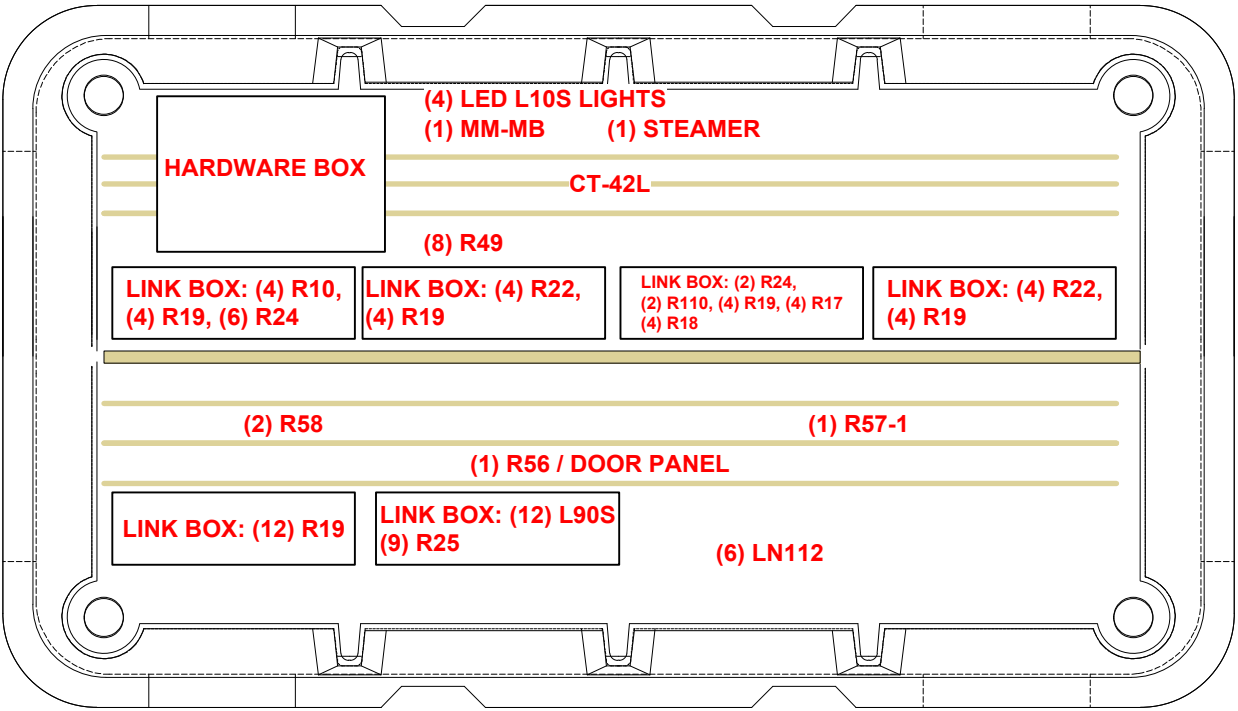 (4) LED L10S LIGHTS
(1) MM-MB (1) STEAMER
HARDWARE BOX
CT-42L
(8) R49
LINK BOX: (4) R10,
(4) R19, (6) R24
LINK BOX: (4) R22,
(4) R19
LINK BOX: (2) R24,
(2) R110, (4) R19, (4) R17
(4) R18
LINK BOX: (4) R22,
(4) R19
(2) R58
(1) R57-1
(1) R56 / DOOR PANEL
LINK BOX: (12) R19
LINK BOX: (12) L90S
(9) R25
(6) LN112